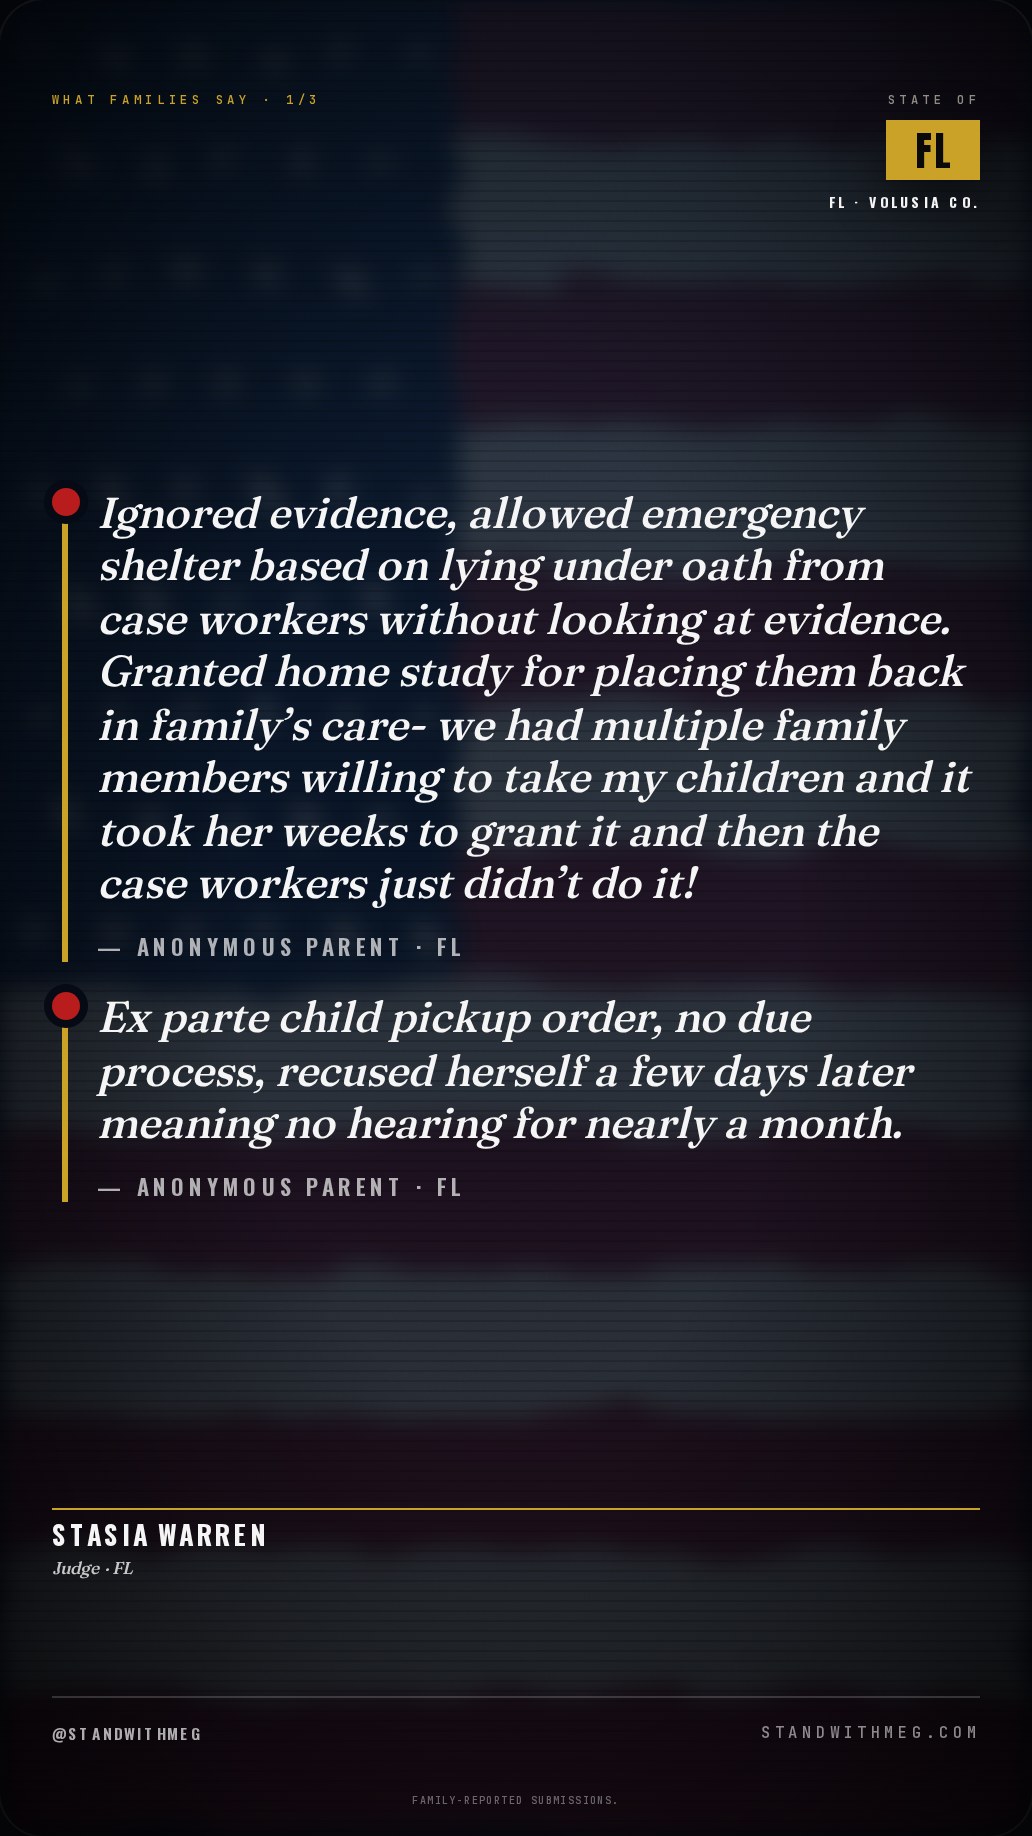 WHAT FAMILIES SAY · 1/3
STATE OF
FL
FL · VOLUSIA CO.
Ignored evidence, allowed emergency
shelter based on lying under oath from
case workers without looking at evidence.
Granted home study for placing them back
in family’s care- we had multiple family
members willing to take my children and it
took her weeks to grant it and then the
case workers just didn’t do it!
— ANONYMOUS PARENT · FL
Ex parte child pickup order, no due
process, recused herself a few days later
meaning no hearing for nearly a month.
— ANONYMOUS PARENT · FL
STASIA WARREN
Judge · FL
@STANDWITHMEG
STANDWITHMEG.COM
FAMILY-REPORTED SUBMISSIONS.